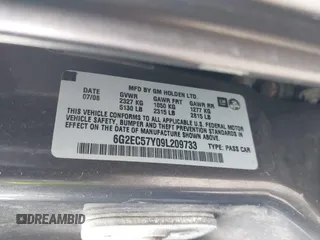 MFD BY GM HOLDEN LTD.
DATE GVWR GAWR FRT GAWR RR
07/08 2327 KG 1050 KG 1277 KG
5130 LB 2315 LB 2815 LB
THIS VEHICLE CONFORMS TO ALL APPLICABLE U.S. FEDERAL MOTOR
VEHICLE SAFETY, BUMPER AND THEFT PREVENTION STANDARDS IN
EFFECT ON THE DATE OF MANUFACTURE SHOWN ABOVE.
6G2EC57Y09L209733 TYPE: PASS CAR
DREAMBID